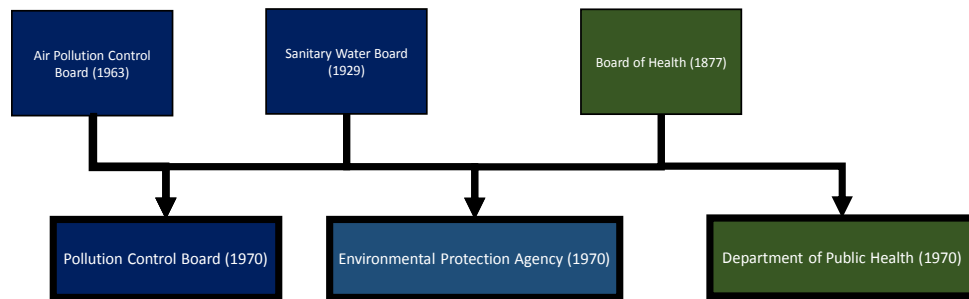 Air Pollution Control
Board (1963)
Sanitary Water Board
(1929)
Board of Health (1877)
Pollution Control Board (1970)
Environmental Protection Agency (1970)
Department of Public Health (1970)